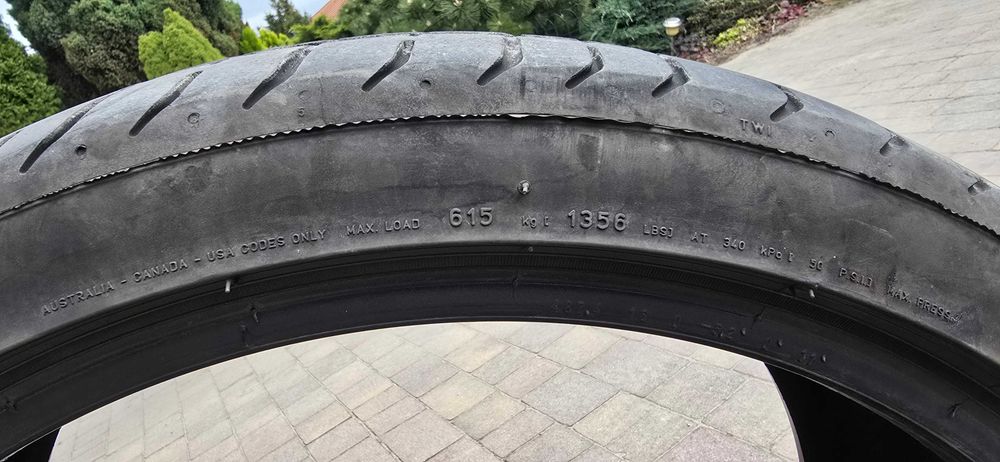 TWI
AUSTRALIA - CANADA - USA CODES ONLY MAX. LOAD 615 kg [ 1356 LBS] AT 340 kPa [ 50 P.S.I.] MAX. PRESS.